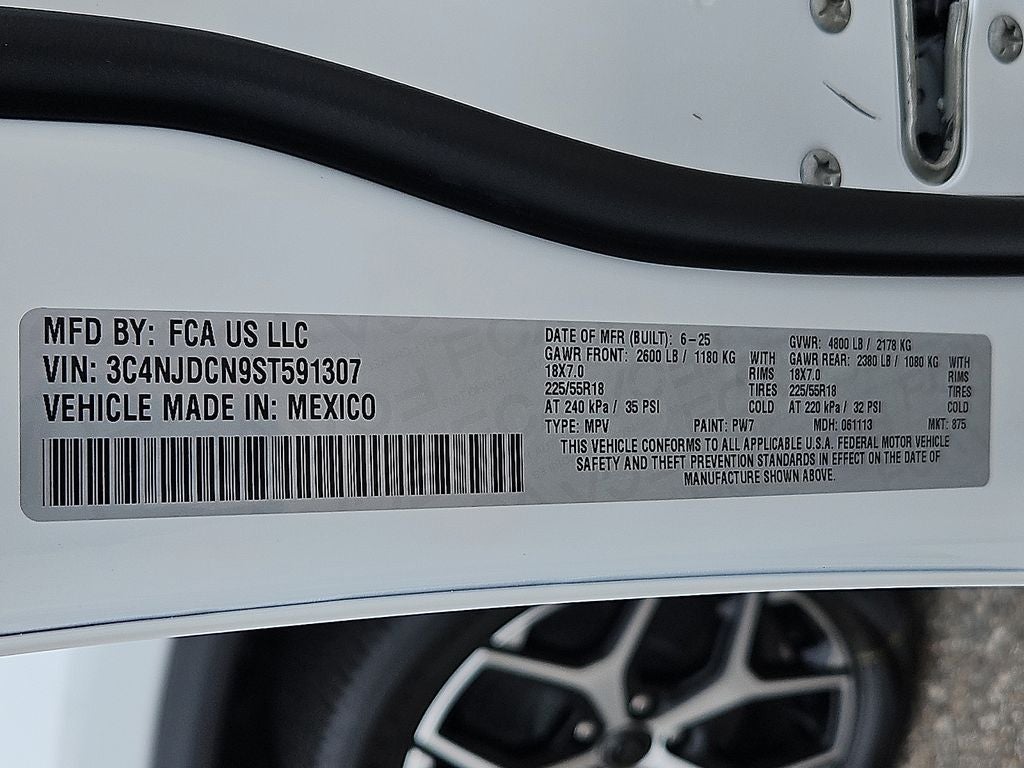 MFD BY: FCA US LLC
VIN: 3C4NJDCN9ST591307
VEHICLE MADE IN: MEXICO
DATE OF MFR (BUILT): 6-25 GVWR: 4800 LB / 2178 KG
GAWR FRONT: 2600 LB / 1180 KG WITH GAWR REAR: 2380 LB / 1080 KG WITH
18X7.0 RIMS 18X7.0 RIMS
225/55R18 TIRES 225/55R18 TIRES
AT 240 kPa / 35 PSI COLD AT 220 kPa / 32 PSI COLD
TYPE: MPV PAINT: PW7 MDH: 061113 MKT: 875
THIS VEHICLE CONFORMS TO ALL APPLICABLE U.S.A. FEDERAL MOTOR VEHICLE
SAFETY AND THEFT PREVENTION STANDARDS IN EFFECT ON THE DATE OF
MANUFACTURE SHOWN ABOVE.